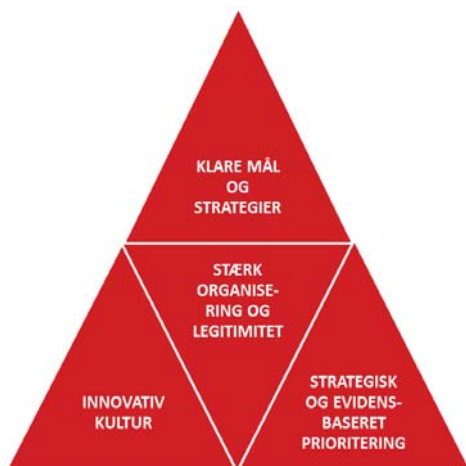 KLARE MÅL
OG
STRATEGIER
STÆRK
ORGANISE-
RING OG
LEGITIMITET
INNOVATIV
KULTUR
STRATEGISK
OG EVIDENS-
BASERET
PRIORITERING